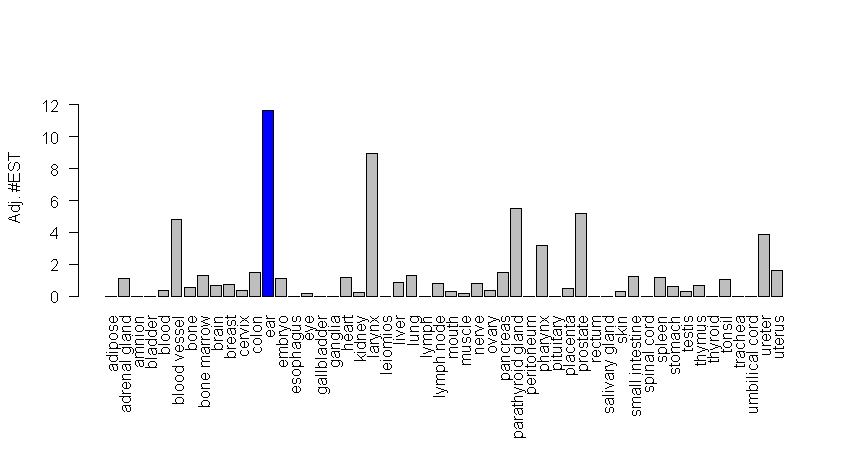 Adj. #EST
12
10
8
6
4
2
0
adipose
adrenal gland
amnion
bladder
blood
blood vessel
bone
bone marrow
brain
breast
cervix
colon
ear
embryo
esophagus
eye
gallbladder
ganglia
heart
kidney
larynx
leiomios
liver
lung
lymph
lymph node
mouth
muscle
nerve
ovary
pancreas
parathyroid gland
peritoneum
pharynx
pituitary
placenta
prostate
rectum
salivary gland
skin
small intestine
spinal cord
spleen
stomach
testis
thymus
thyroid
tonsil
trachea
umbilical cord
ureter
uterus